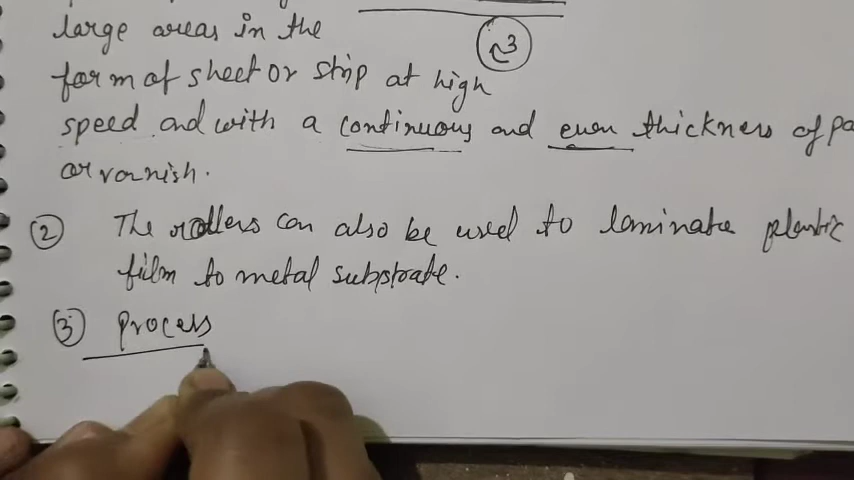 large areas in the
form of sheet or strip at high
speed and with a continuous and even thickness of pa
or varnish.
② The rollers can also be used to laminate plastic
film to metal substrate.
③ Process